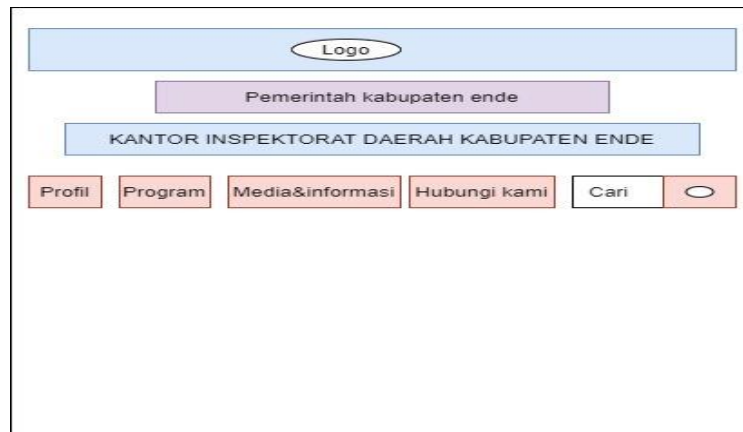 Logo
Pemerintah kabupaten ende
KANTOR INSPEKTORAT DAERAH KABUPATEN ENDE
Profil Program Media&informasi Hubungi kami Cari